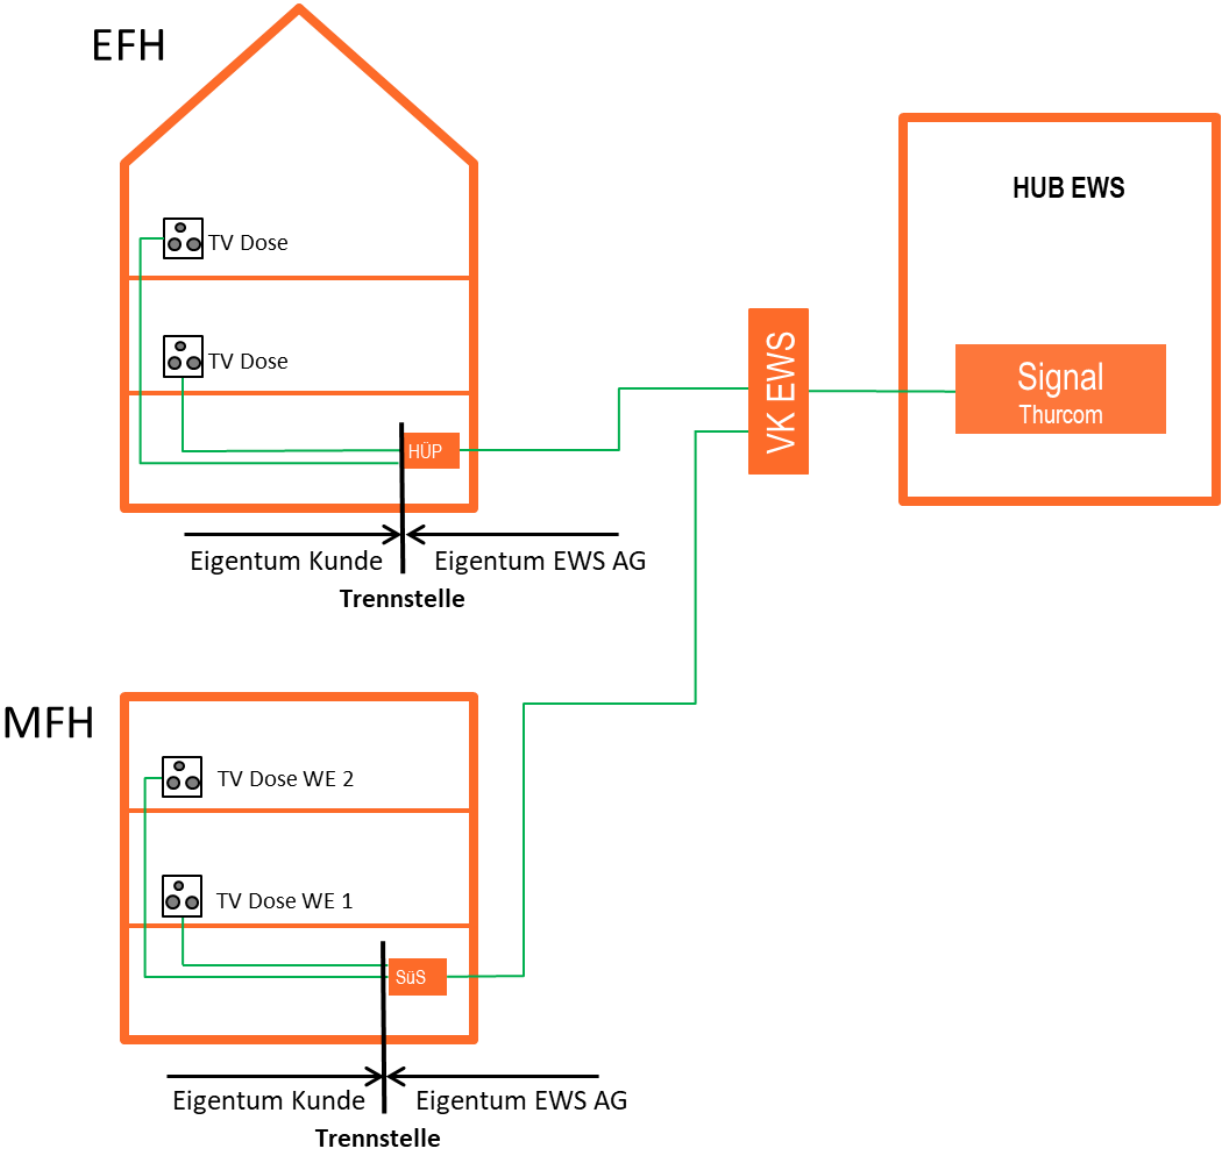 EFH
TV Dose
TV Dose
HÜP
Eigentum Kunde
Eigentum EWS AG
Trennstelle
VK EWS
HUB EWS
Signal
Thurcom
MFH
TV Dose WE 2
TV Dose WE 1
SüS
Eigentum Kunde
Eigentum EWS AG
Trennstelle